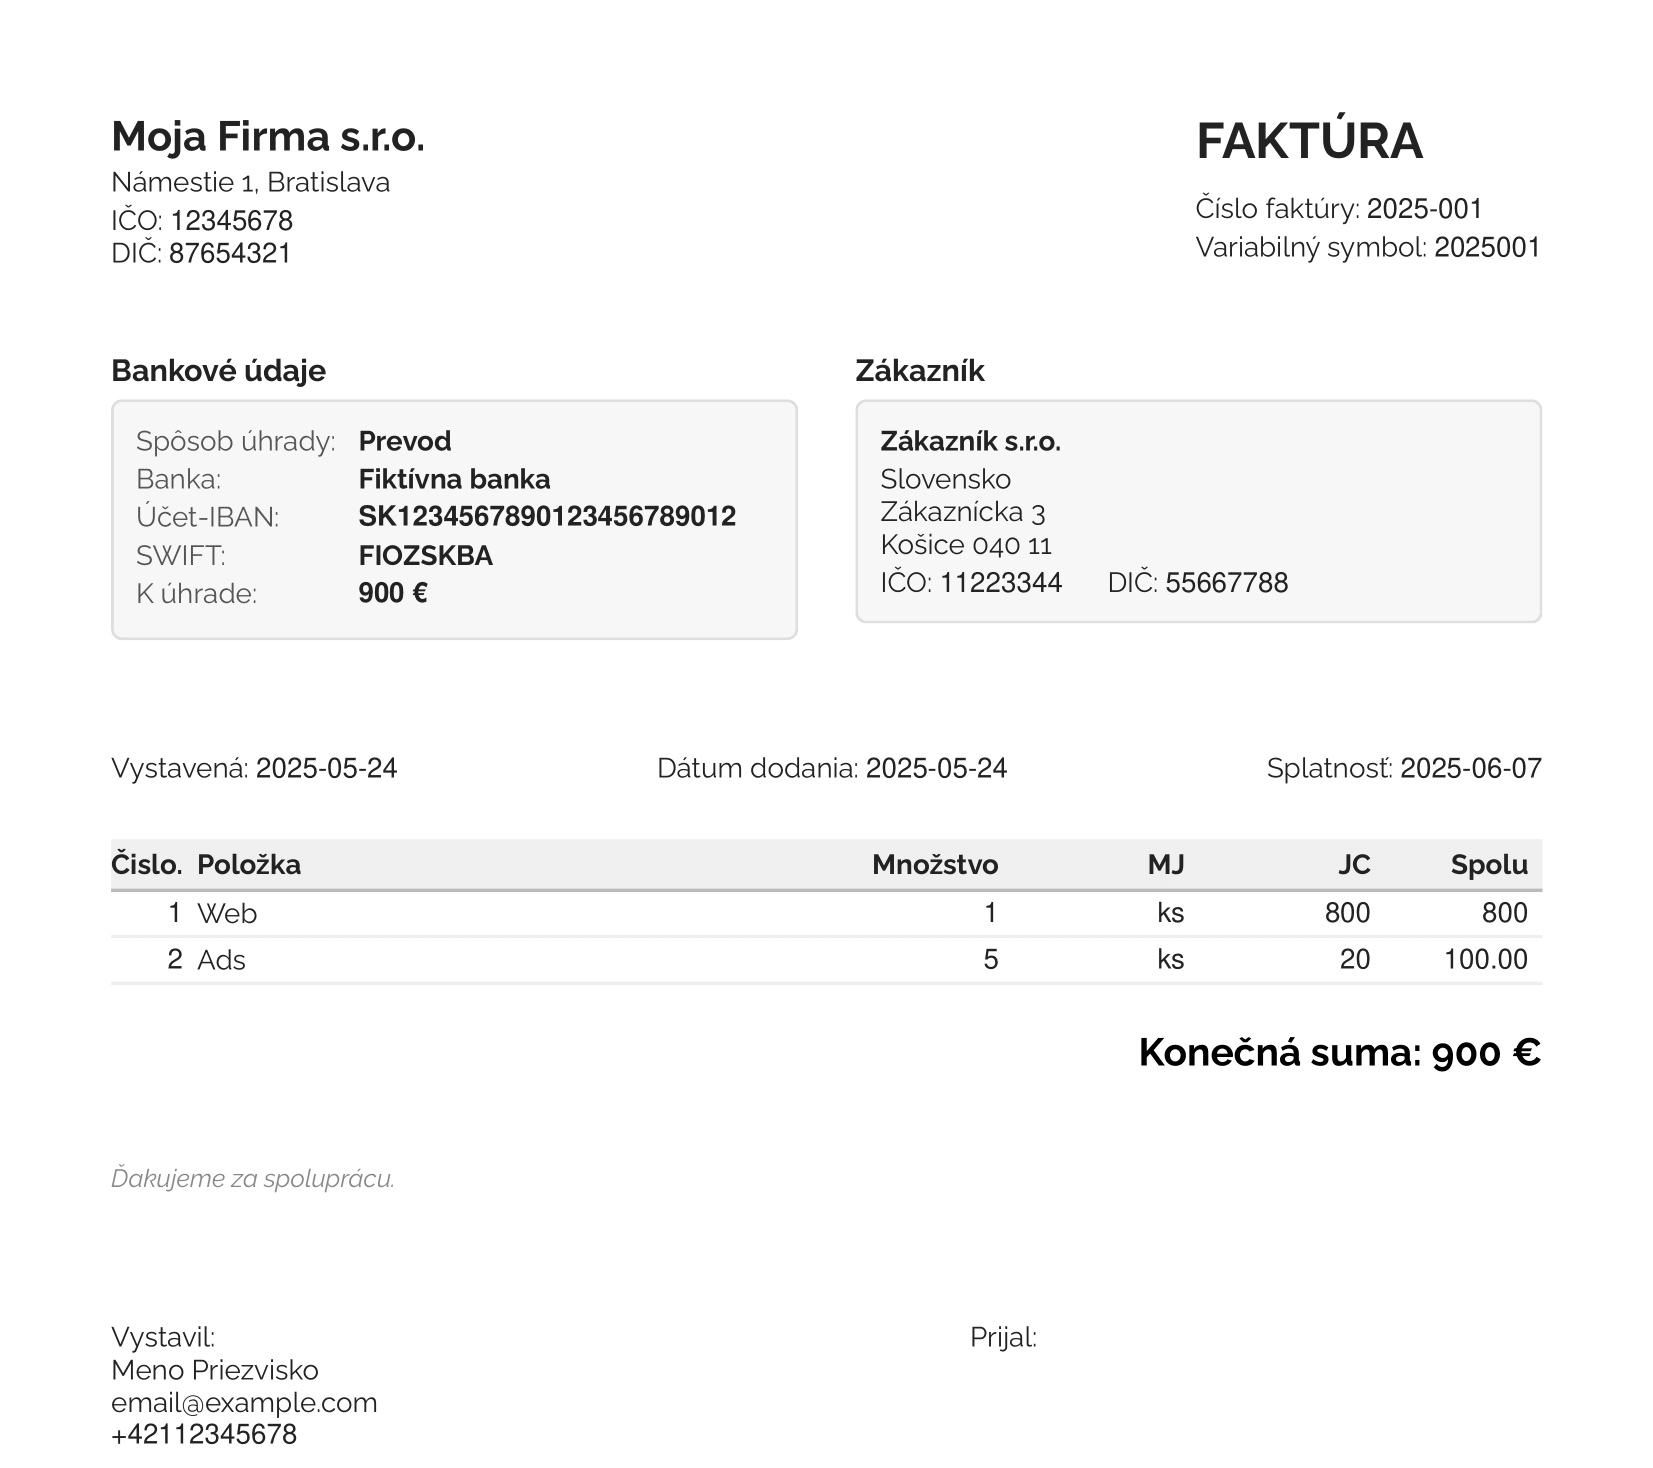 Moja Firma s.r.o.
Námestie 1, Bratislava
IČO: 12345678
DIČ: 87654321
FAKTÚRA
Číslo faktúry: 2025-001
Variabilný symbol: 2025001
Bankové údaje
Spôsob úhrady: Prevod
Banka: Fiktívna banka
Účet-IBAN: SK1234567890123456789012
SWIFT: FIOZSKBA
K úhrade: 900 €
Zákazník
Zákazník s.r.o.
Slovensko
Zákaznícka 3
Košice 040 11
IČO: 11223344 DIČ: 55667788
Vystavená: 2025-05-24 Dátum dodania: 2025-05-24 Splatnosť: 2025-06-07
Čislo. Položka Množstvo MJ JC Spolu
1 Web 1 ks 800 800
2 Ads 5 ks 20 100.00
Konečná suma: 900 €
Ďakujeme za spoluprácu.
Vystavil:
Meno Priezvisko
email@example.com
+42112345678
Prijal: